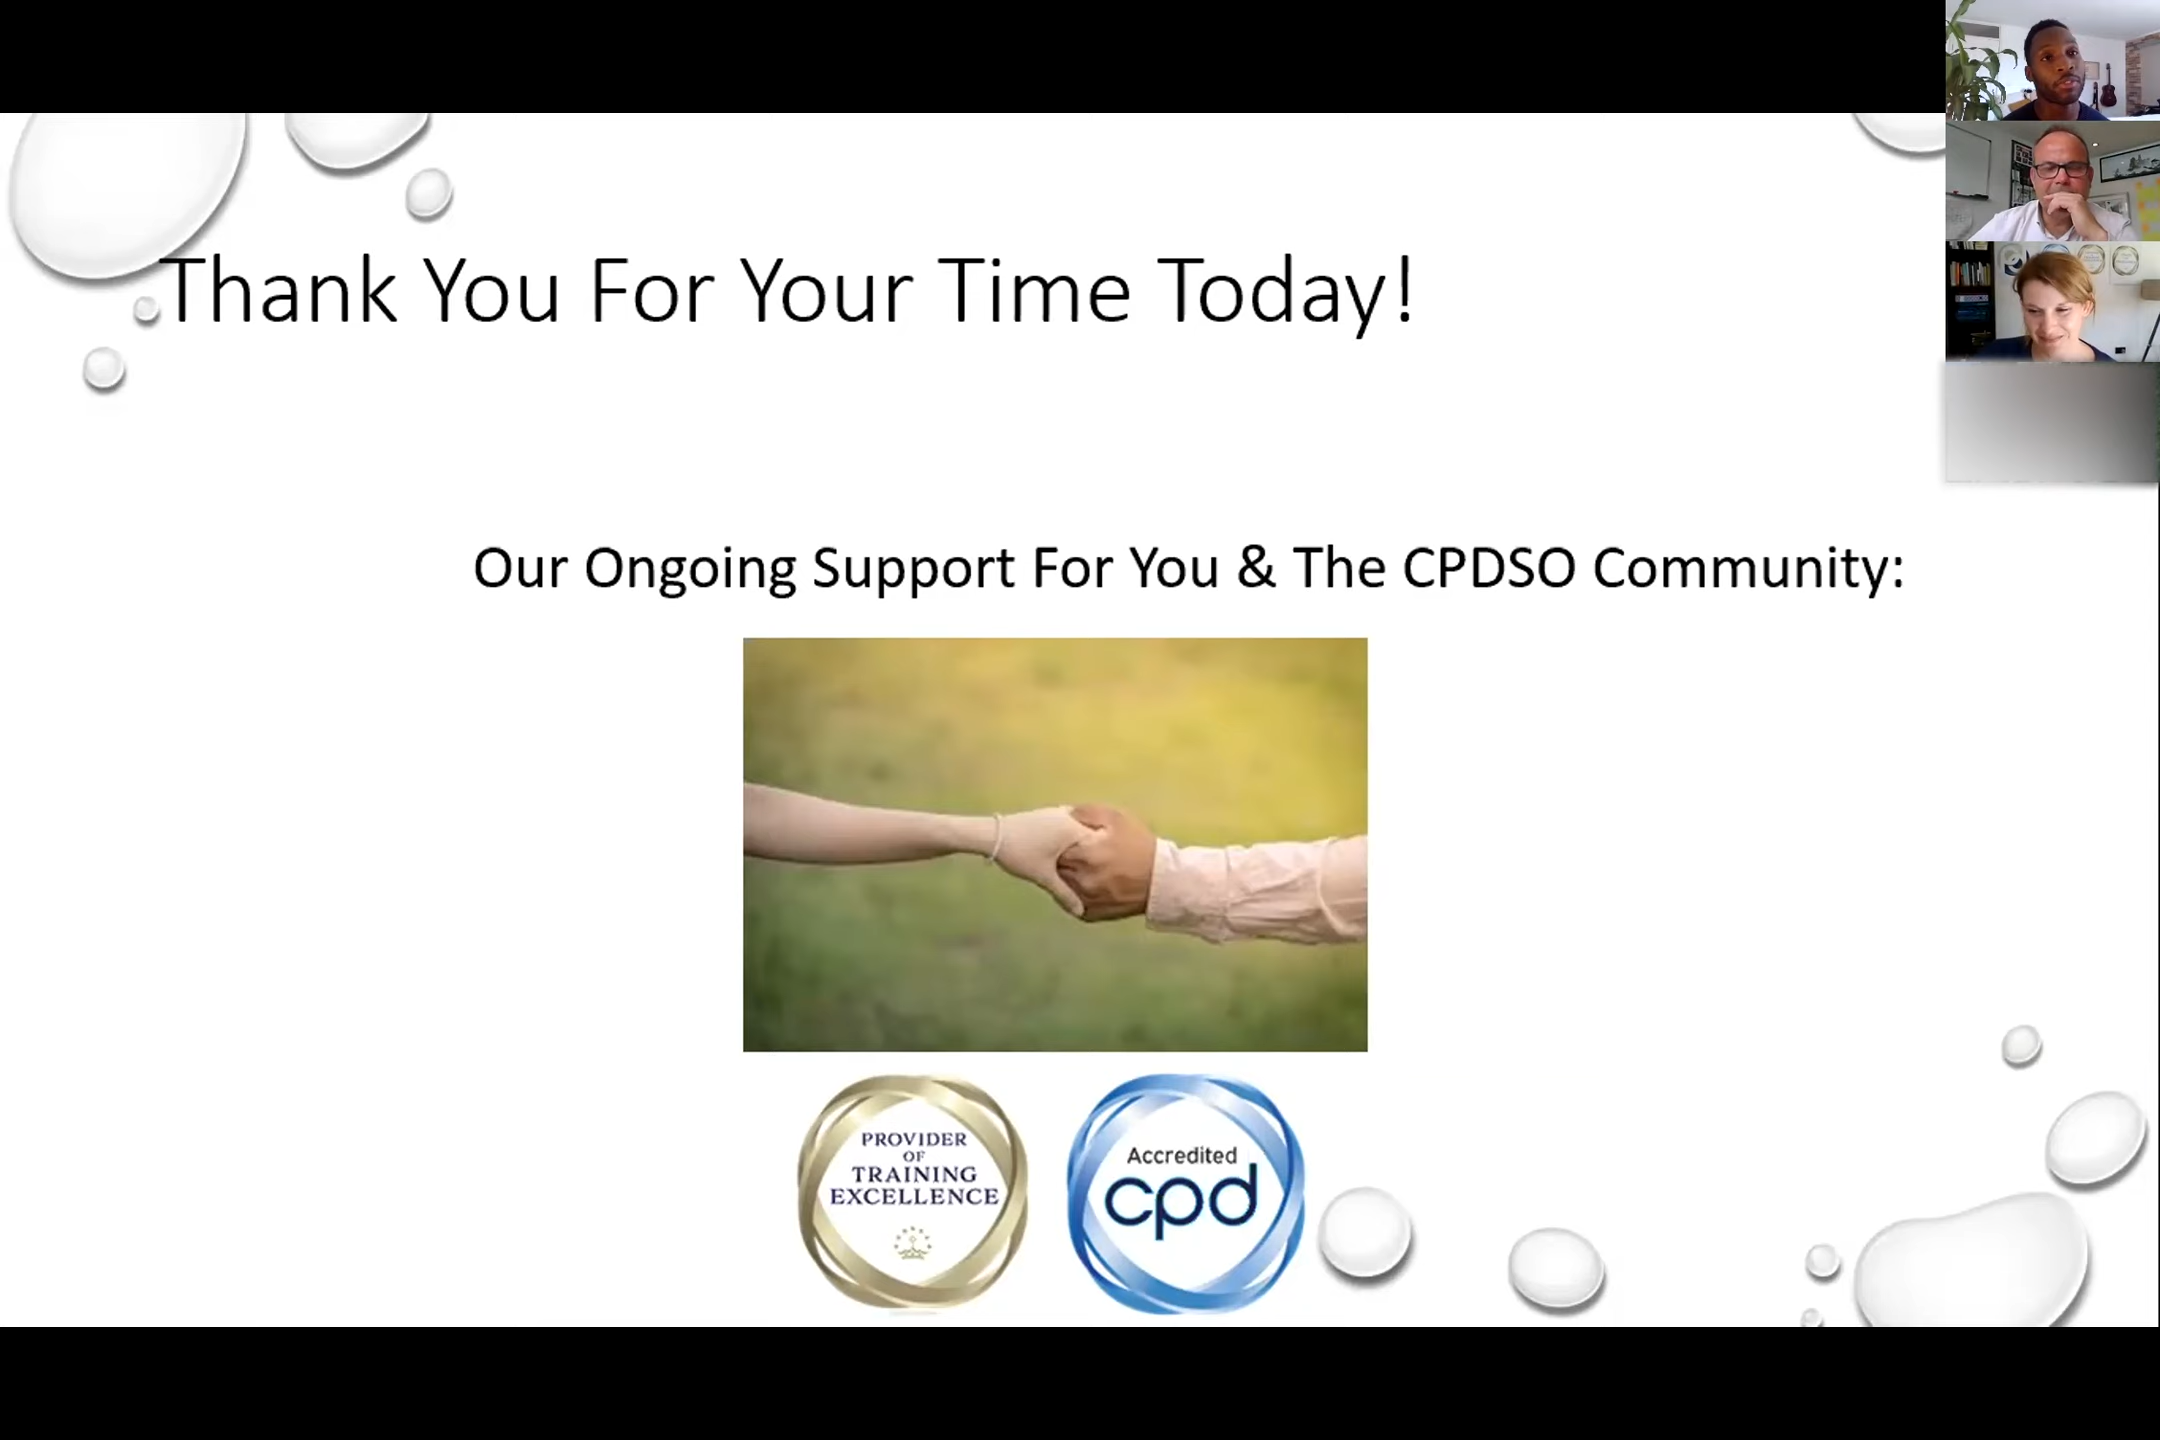 Thank You For Your Time Today!
Our Ongoing Support For You & The CPDSO Community:
PROVIDER
OF
TRAINING
EXCELLENCE
Accredited
cpd